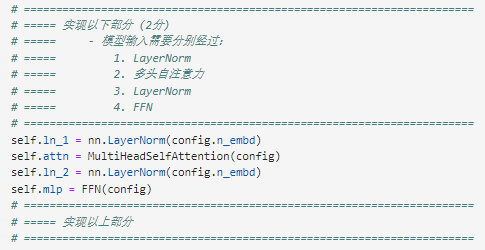 # ======================================================================
# ===== 实现以下部分 (2分)
# =====     - 模型输入需要分别经过:
# =====         1. LayerNorm
# =====         2. 多头自注意力
# =====         3. LayerNorm
# =====         4. FFN
# ======================================================================
self.ln_1 = nn.LayerNorm(config.n_embd)
self.attn = MultiHeadSelfAttention(config)
self.ln_2 = nn.LayerNorm(config.n_embd)
self.mlp = FFN(config)
# ======================================================================
# ===== 实现以上部分
# ======================================================================